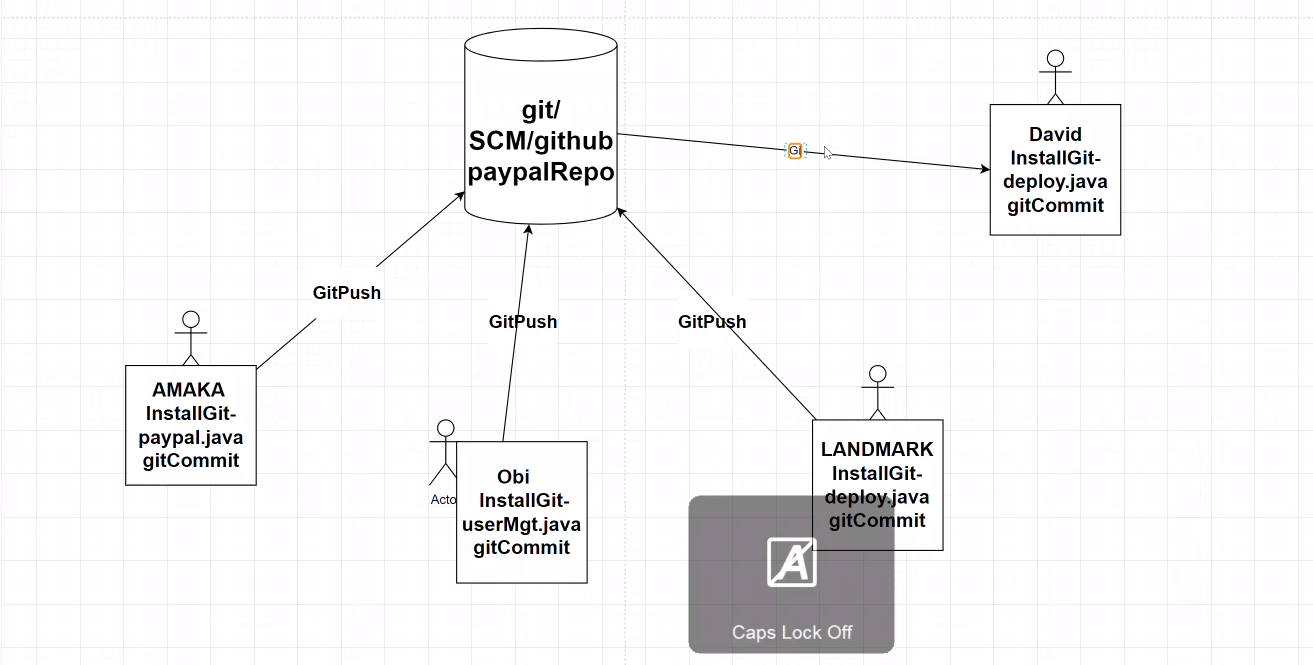 git/
SCM/github
paypalRepo
Gi
David
InstallGit-
deploy.java
gitCommit
GitPush
GitPush
GitPush
AMAKA
InstallGit-
paypal.java
gitCommit
Acto
Obi
InstallGit-
userMgt.java
gitCommit
LANDMARK
InstallGit-
deploy.java
gitCommit
Caps Lock Off